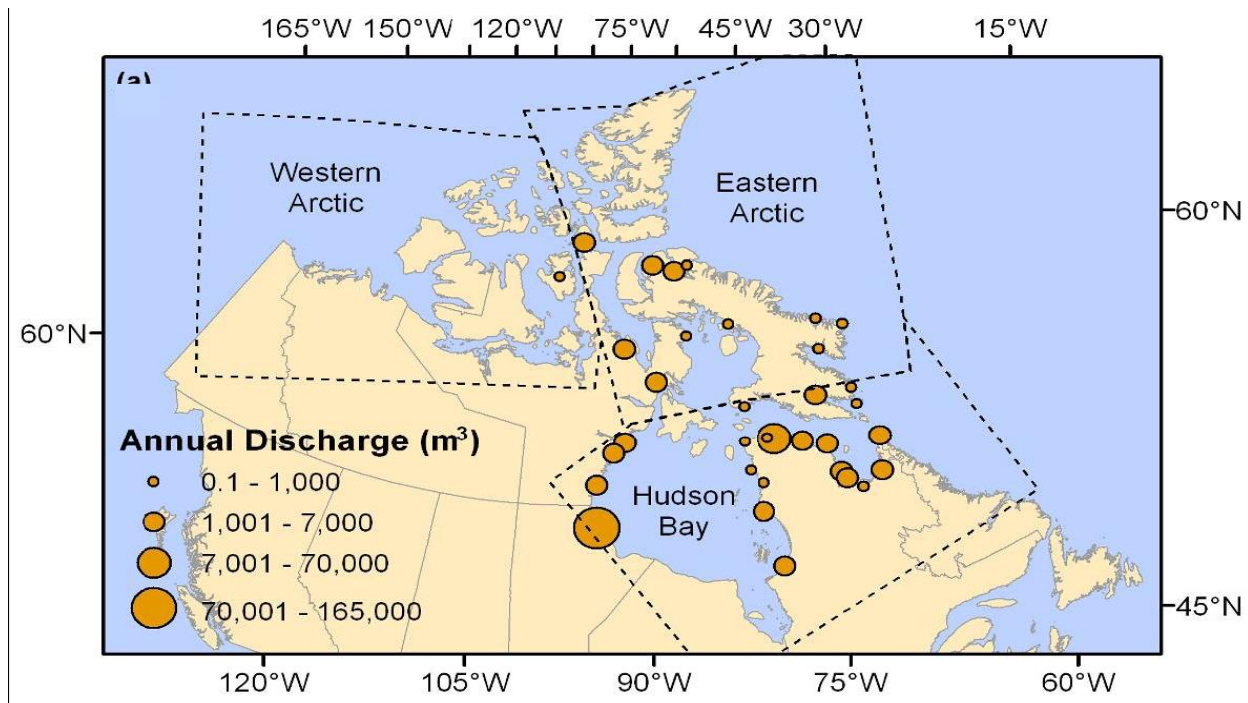 165°W 150°W 120°W 75°W 45°W 30°W 15°W
(a)
Western
Arctic
Eastern
Arctic
60°N
60°N
Annual Discharge (m³)
0.1 - 1,000
1,001 - 7,000
7,001 - 70,000
70,001 - 165,000
Hudson
Bay
45°N
120°W 105°W 90°W 75°W 60°W